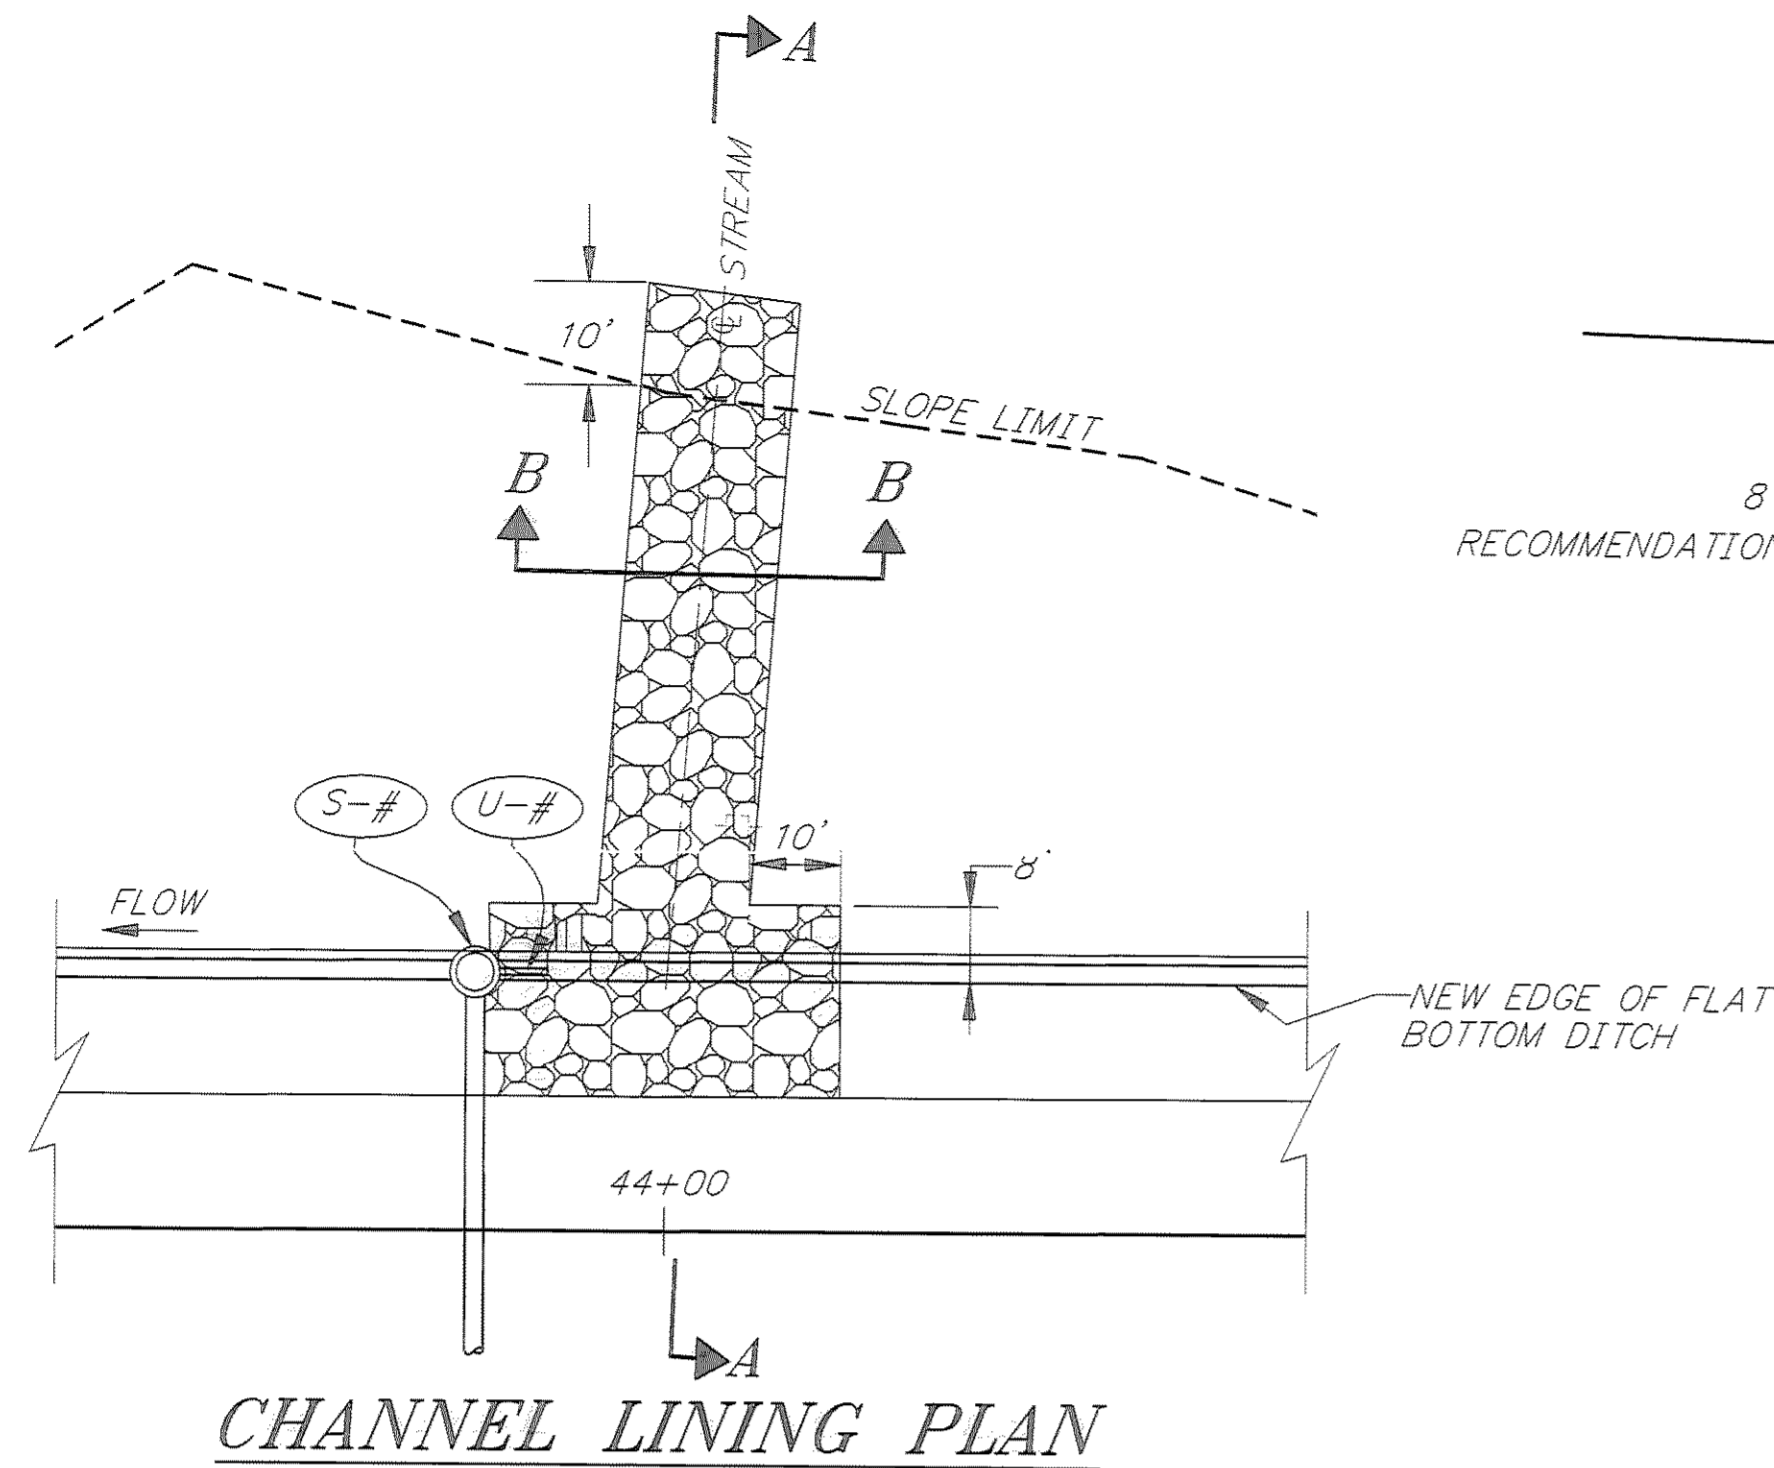 A
℄ STREAM
10'
SLOPE LIMIT
B
B
8
RECOMMENDATION
S-#
U-#
10'
8'
FLOW
NEW EDGE OF FLAT
BOTTOM DITCH
44+00
A
CHANNEL LINING PLAN